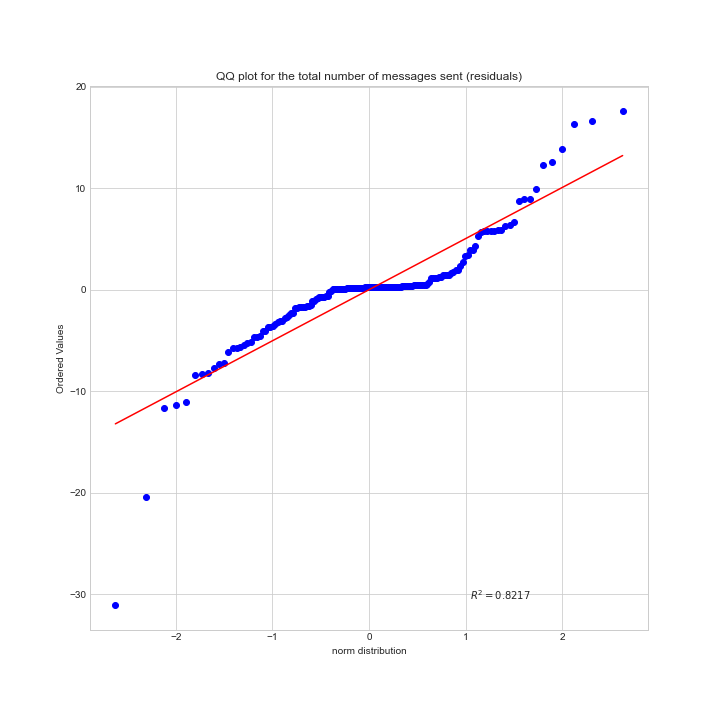 QQ plot for the total number of messages sent (residuals)
20
10
0
−10
−20
−30
Ordered Values
R² = 0.8217
−2
−1
0
1
2
norm distribution